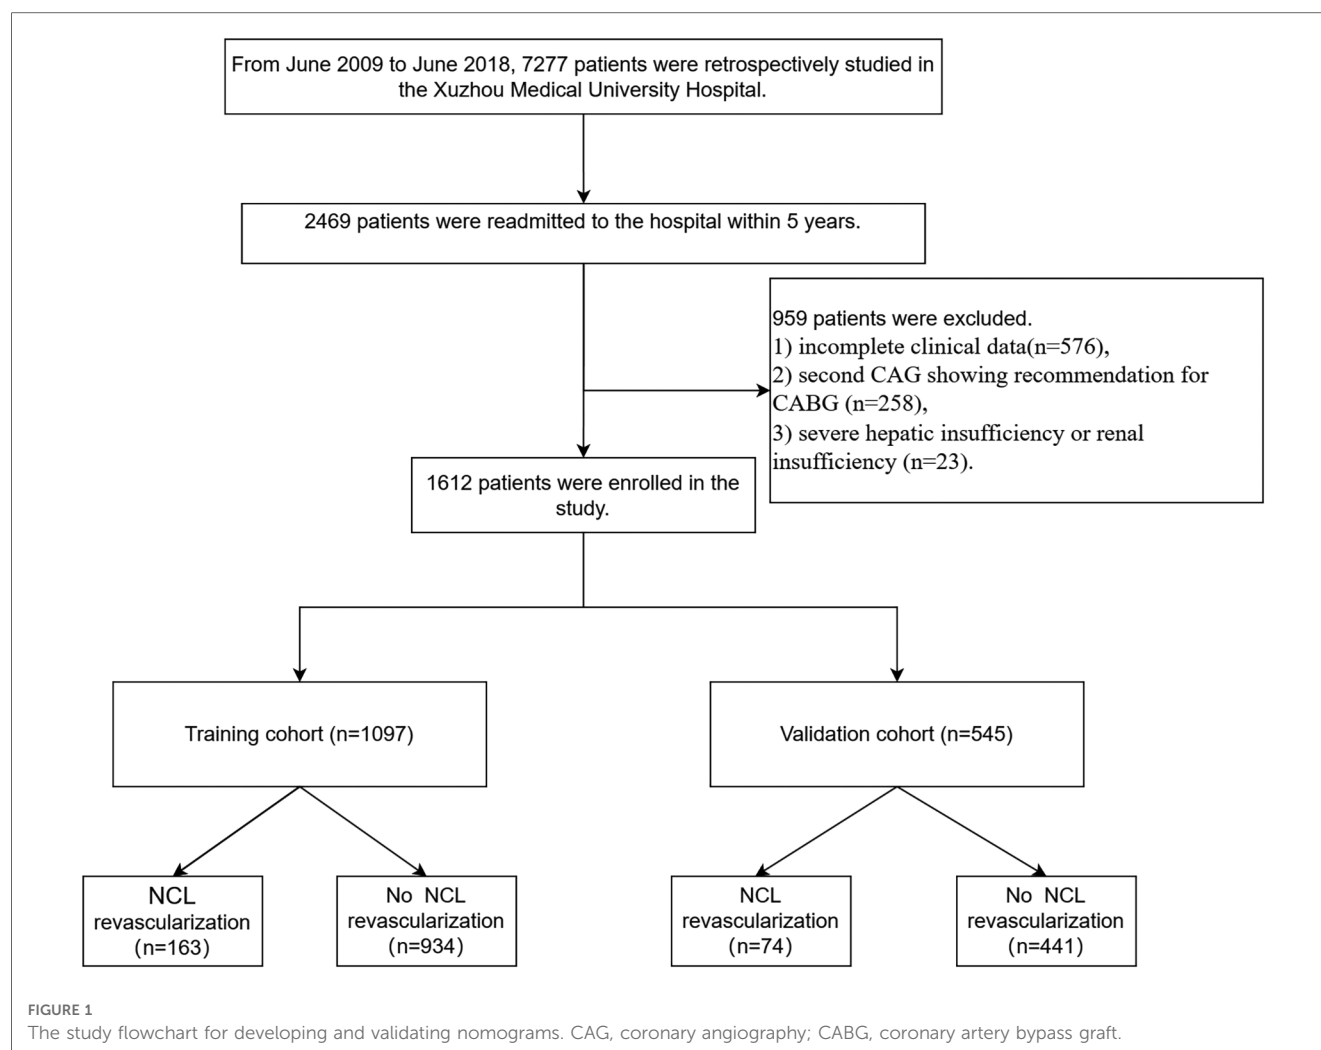 From June 2009 to June 2018, 7277 patients were retrospectively studied in
the Xuzhou Medical University Hospital.
2469 patients were readmitted to the hospital within 5 years.
959 patients were excluded.
1) incomplete clinical data(n=576),
2) second CAG showing recommendation for
CABG (n=258),
3) severe hepatic insufficiency or renal
insufficiency (n=23).
1612 patients were enrolled in the
study.
Training cohort (n=1097)
Validation cohort (n=545)
NCL
revascularization
(n=163)
No NCL
revascularization
(n=934)
NCL
revascularization
(n=74)
No NCL
revascularization
(n=441)
FIGURE 1
The study flowchart for developing and validating nomograms. CAG, coronary angiography; CABG, coronary artery bypass graft.